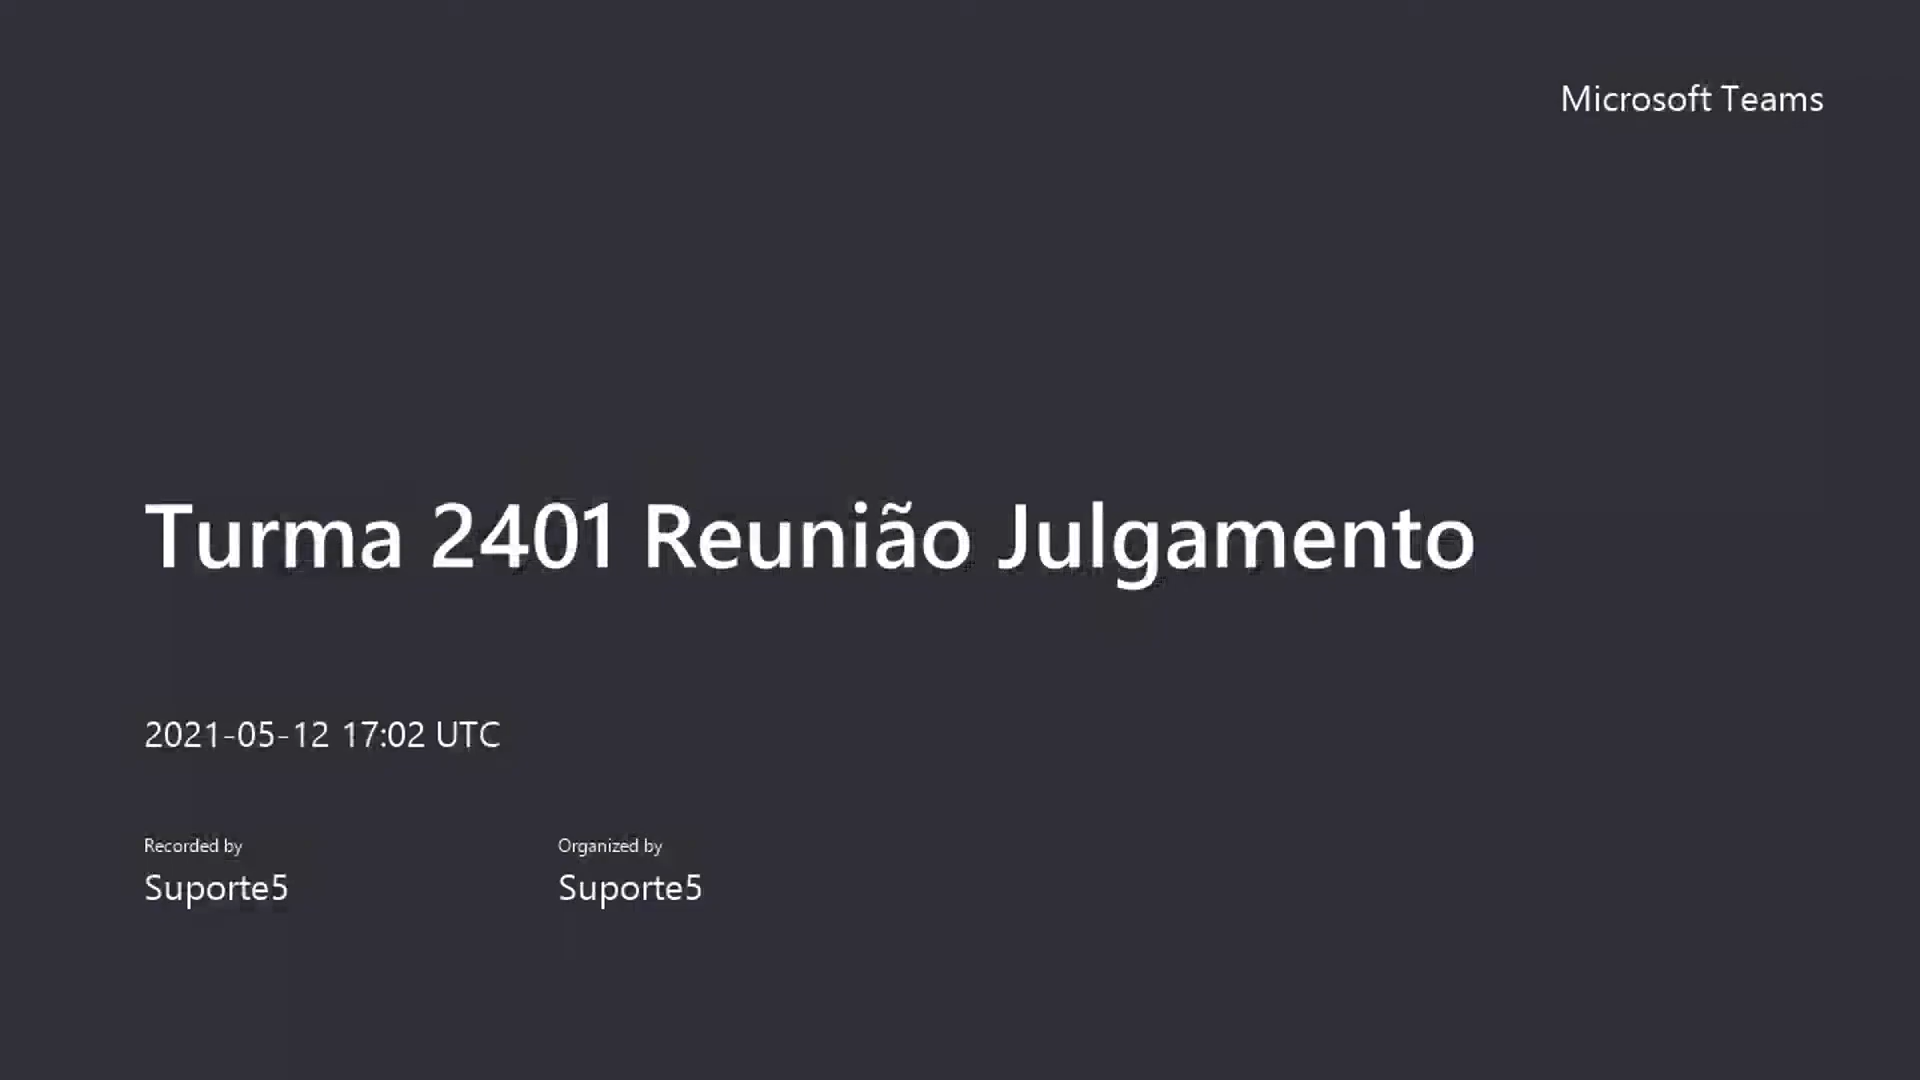 Microsoft Teams
Turma 2401 Reunião Julgamento
2021-05-12 17:02 UTC
Recorded by
Suporte5
Organized by
Suporte5